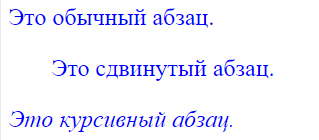 Это обычный абзац.
Это сдвинутый абзац.
Это курсивный абзац.